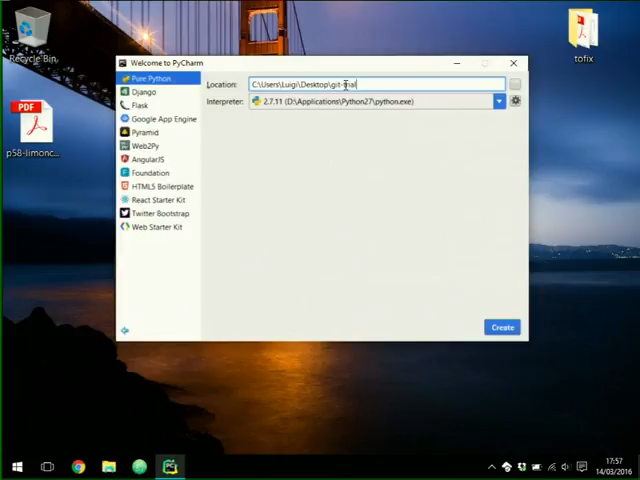 Recycle Bin
tofix
PDF
p58-limonc...
Welcome to PyCharm
Pure Python
Django
Flask
Google App Engine
Pyramid
Web2Py
AngularJS
Foundation
HTML5 Boilerplate
React Starter Kit
Twitter Bootstrap
Web Starter Kit
Location: C:\Users\Luigi\Desktop\git-trial
Interpreter: 2.7.11 (D:\Applications\Python27\python.exe)
Create
PC
17:57
14/03/2016